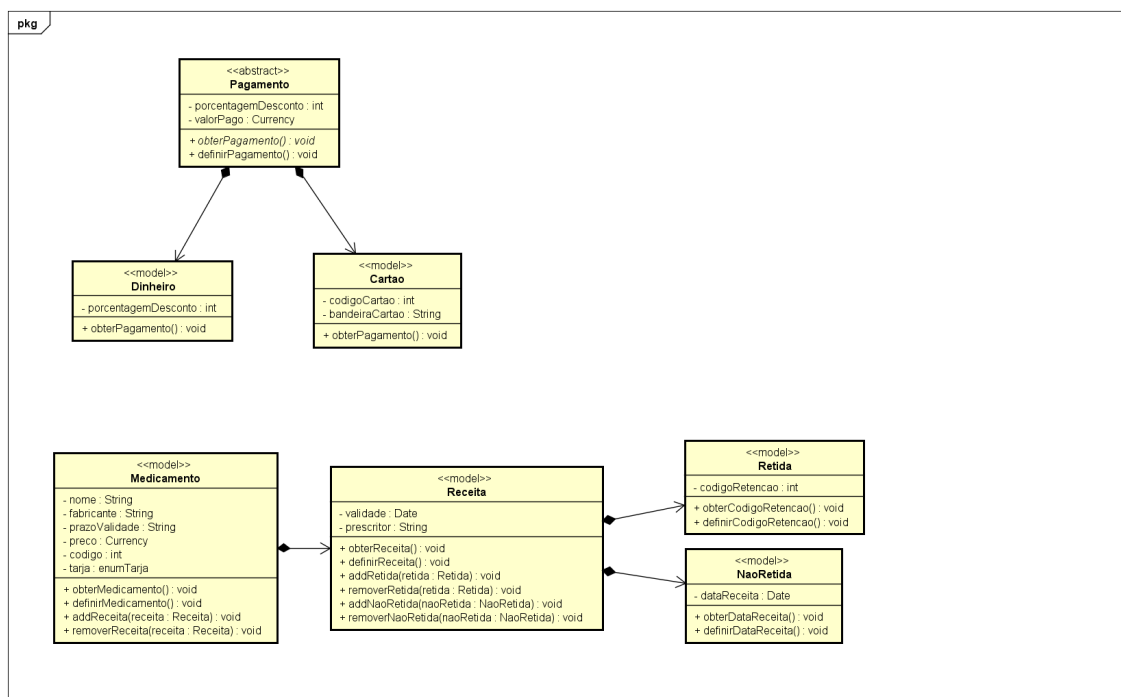 pkg
<<abstract>>
Pagamento
- porcentagemDesconto : int
- valorPago : Currency
+ obterPagamento() : void
+ definirPagamento() : void
<<model>>
Dinheiro
- porcentagemDesconto : int
+ obterPagamento() : void
<<model>>
Cartao
- codigoCartao : int
- bandeiraCartao : String
+ obterPagamento() : void
<<model>>
Medicamento
- nome : String
- fabricante : String
- prazoValidade : String
- preco : Currency
- codigo : int
- tarja : enumTarja
+ obterMedicamento() : void
+ definirMedicamento() : void
+ addReceita(receita : Receita) : void
+ removerReceita(receita : Receita) : void
<<model>>
Receita
- validade : Date
- prescritor : String
+ obterReceita() : void
+ definirReceita() : void
+ addRetida(retida : Retida) : void
+ removerRetida(retida : Retida) : void
+ addNaoRetida(naoRetida : NaoRetida) : void
+ removerNaoRetida(naoRetida : NaoRetida) : void
<<model>>
Retida
- codigoRetencao : int
+ obterCodigoRetencao() : void
+ definirCodigoRetencao() : void
<<model>>
NaoRetida
- dataReceita : Date
+ obterDataReceita() : void
+ definirDataReceita() : void